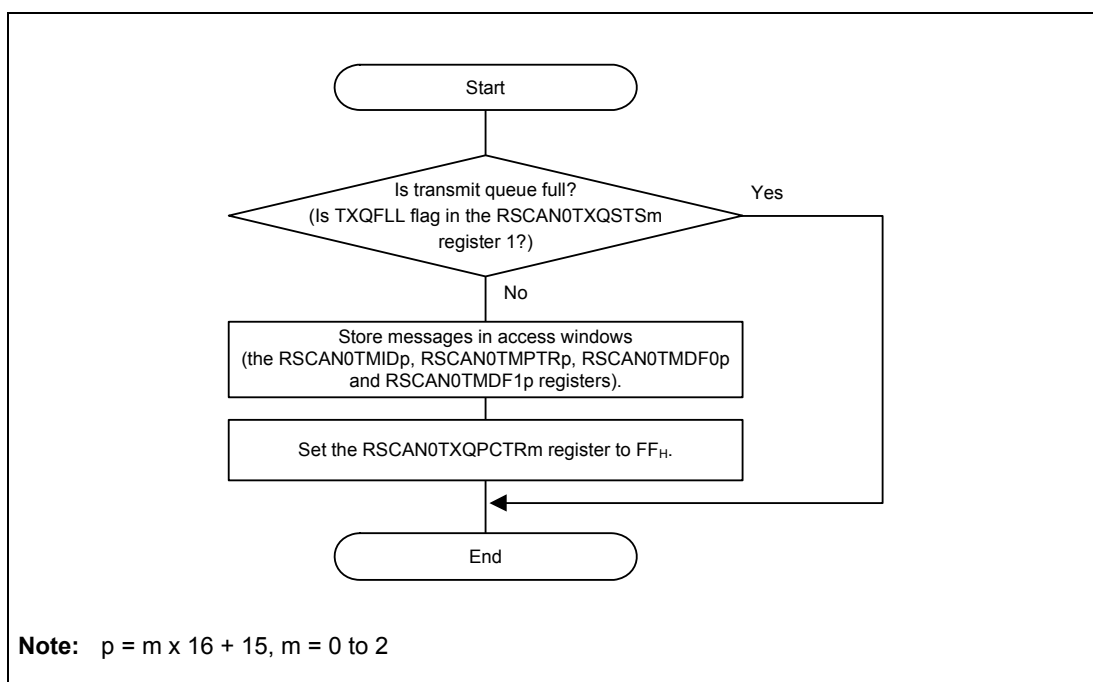 Start
Is transmit queue full?
(Is TXQFLL flag in the RSCAN0TXQSTSm
register 1?)
Yes
No
Store messages in access windows
(the RSCAN0TMIDp, RSCAN0TMPTRp, RSCAN0TMDF0p
and RSCAN0TMDF1p registers).
Set the RSCAN0TXQPCTRm register to FFH.
End
Note: p = m x 16 + 15, m = 0 to 2